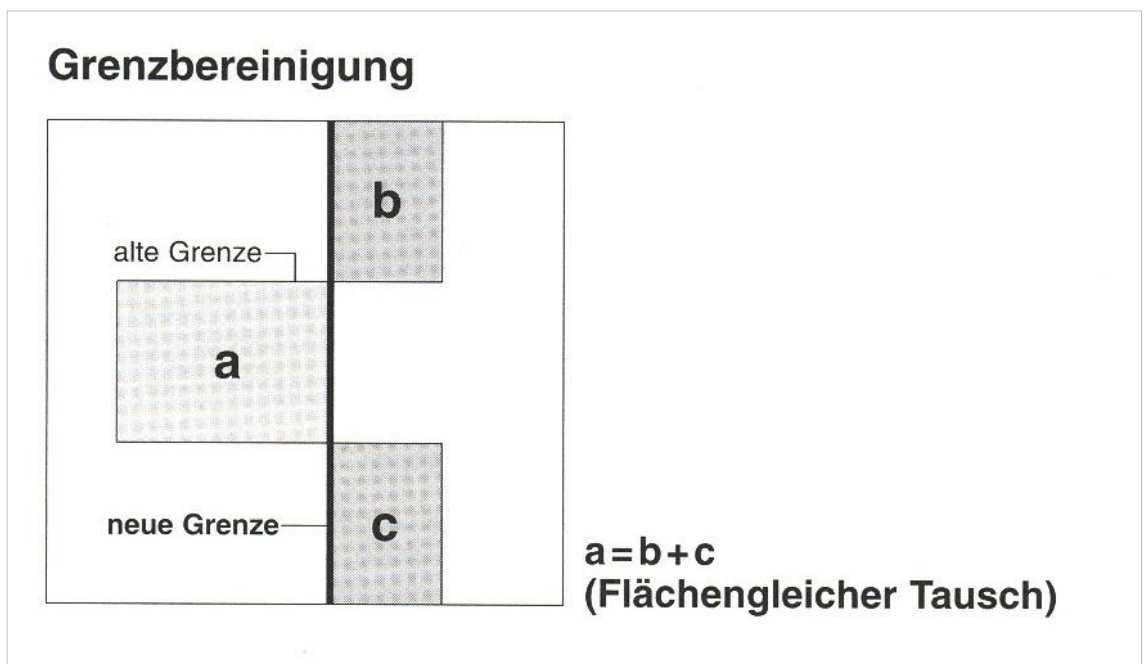 Grenzbereinigung
b
alte Grenze
a
neue Grenze
c
a=b+c
(Flächengleicher Tausch)